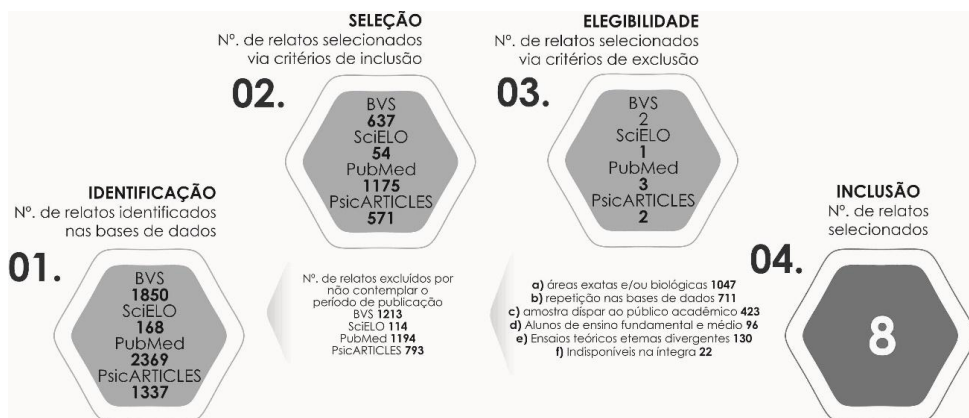 IDENTIFICAÇÃO
Nº. de relatos identificados
nas bases de dados
01.
BVS
1850
SciELO
168
PubMed
2369
PsicARTICLES
1337
SELEÇÃO
Nº. de relatos selecionados
via critérios de inclusão
02.
BVS
637
SciELO
54
PubMed
1175
PsicARTICLES
571
Nº. de relatos excluídos por
não contemplar o
período de publicação
BVS 1213
SciELO 114
PubMed 1194
PsicARTICLES 793
ELEGIBILIDADE
Nº. de relatos selecionados
via critérios de exclusão
03.
BVS
2
SciELO
1
PubMed
3
PsicARTICLES
2
a) áreas exatas e/ou biológicas 1047
b) repetição nas bases de dados 711
c) amostra díspar ao público acadêmico 423
d) Alunos de ensino fundamental e médio 96
e) Ensaios teóricos etemas divergentes 130
f) Indisponíveis na íntegra 22
INCLUSÃO
Nº. de relatos
selecionados
04.
8